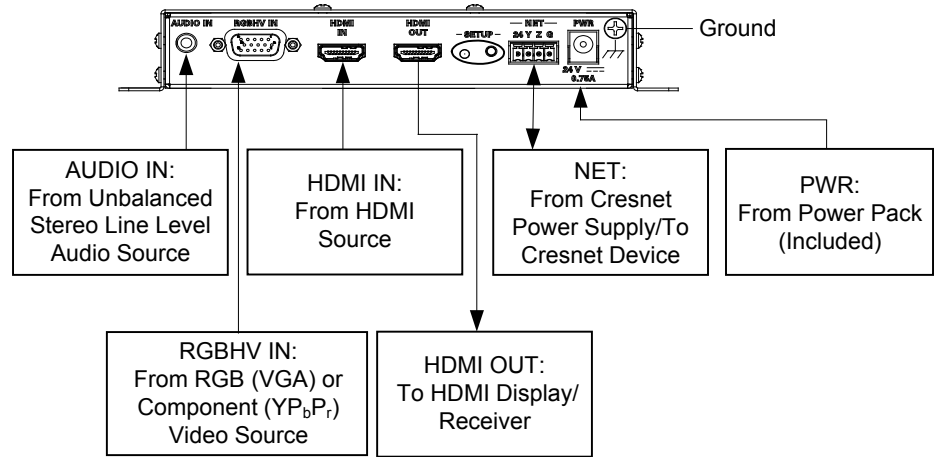 AUDIO IN
RGBHV IN
HDMI
IN
HDMI
OUT
SETUP
NET
24 Y Z G
PWR
24 V
0.75A
Ground
AUDIO IN:
From Unbalanced
Stereo Line Level
Audio Source
HDMI IN:
From HDMI
Source
NET:
From Cresnet
Power Supply/To
Cresnet Device
PWR:
From Power Pack
(Included)
RGBHV IN:
From RGB (VGA) or
Component (YPbPr)
Video Source
HDMI OUT:
To HDMI Display/
Receiver